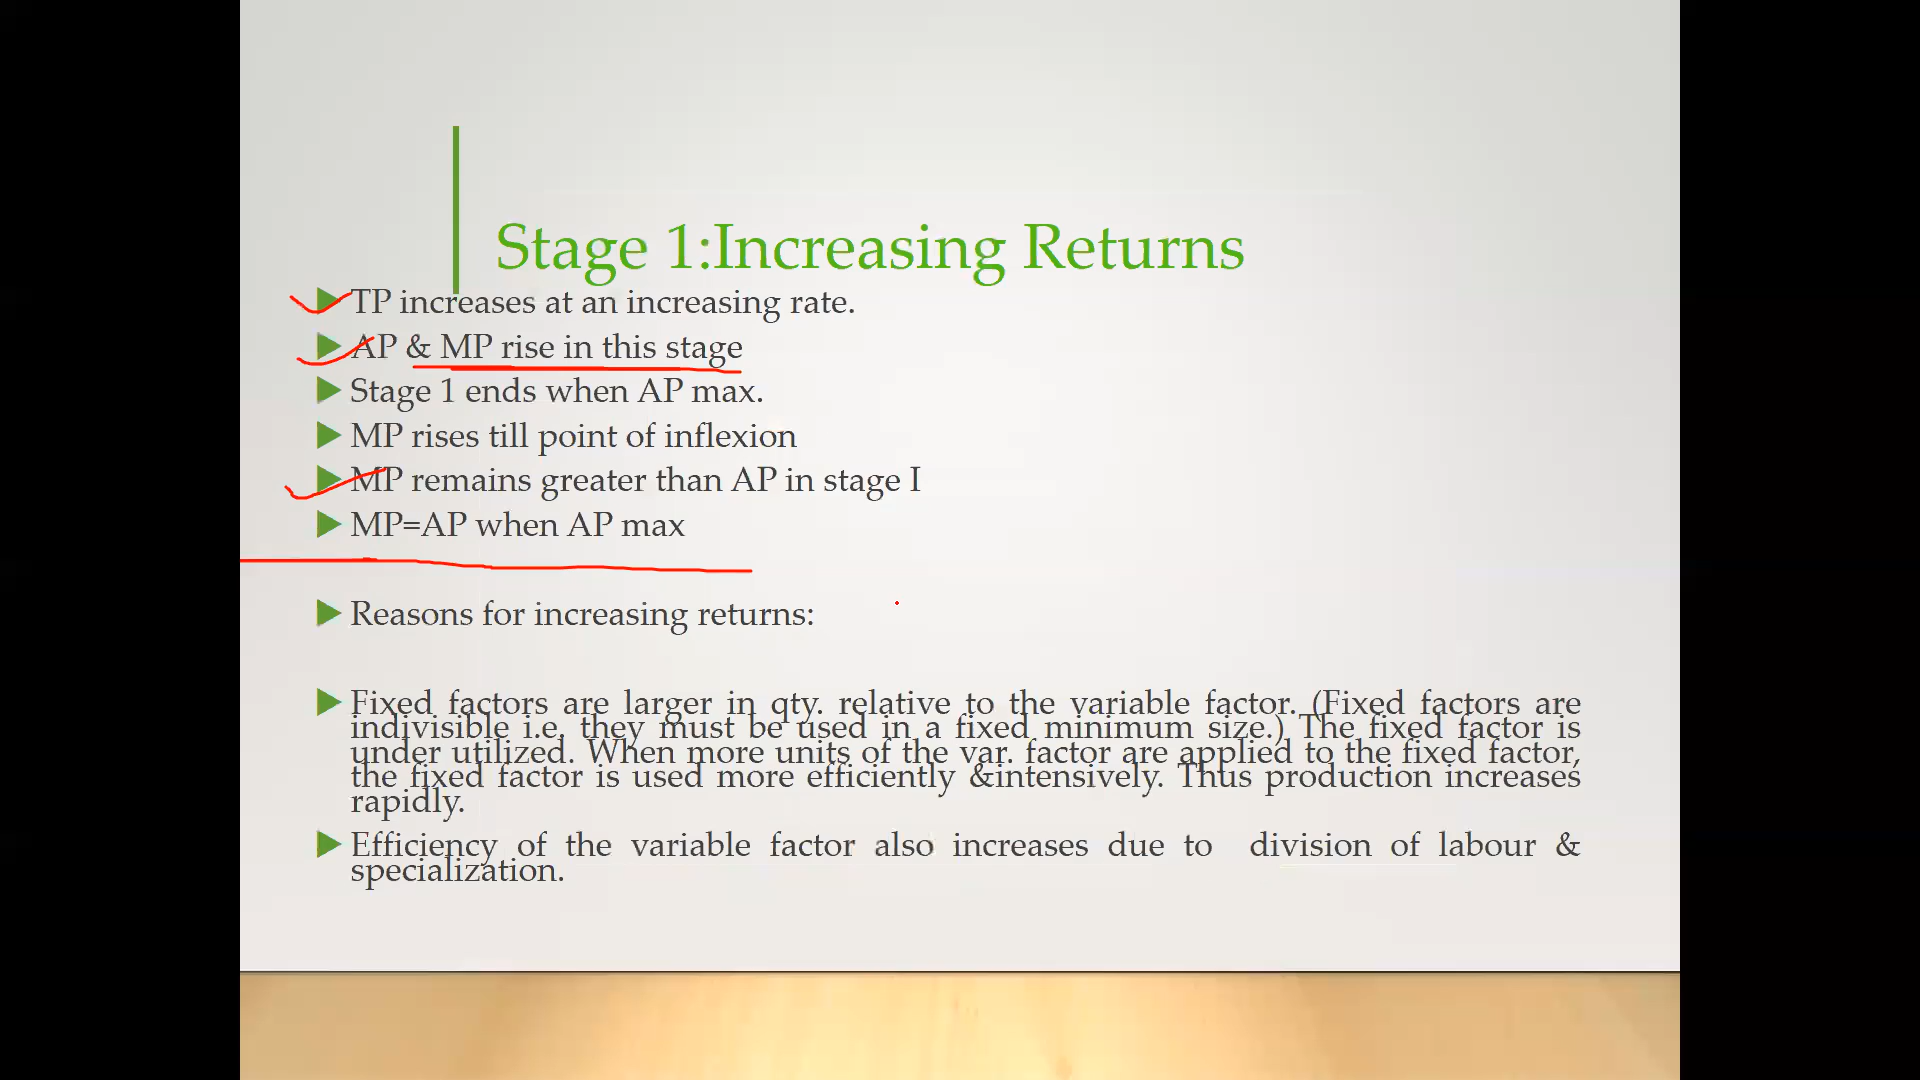 Stage 1:Increasing Returns
TP increases at an increasing rate.
AP & MP rise in this stage
Stage 1 ends when AP max.
MP rises till point of inflexion
MP remains greater than AP in stage I
MP=AP when AP max
Reasons for increasing returns:
Fixed factors are larger in qty. relative to the variable factor. (Fixed factors are
indivisible i.e. they must be used in a fixed minimum size.) The fixed factor is
under utilized. When more units of the var. factor are applied to the fixed factor,
the fixed factor is used more efficiently &intensively. Thus production increases
rapidly.
Efficiency of the variable factor also increases due to division of labour &
specialization.